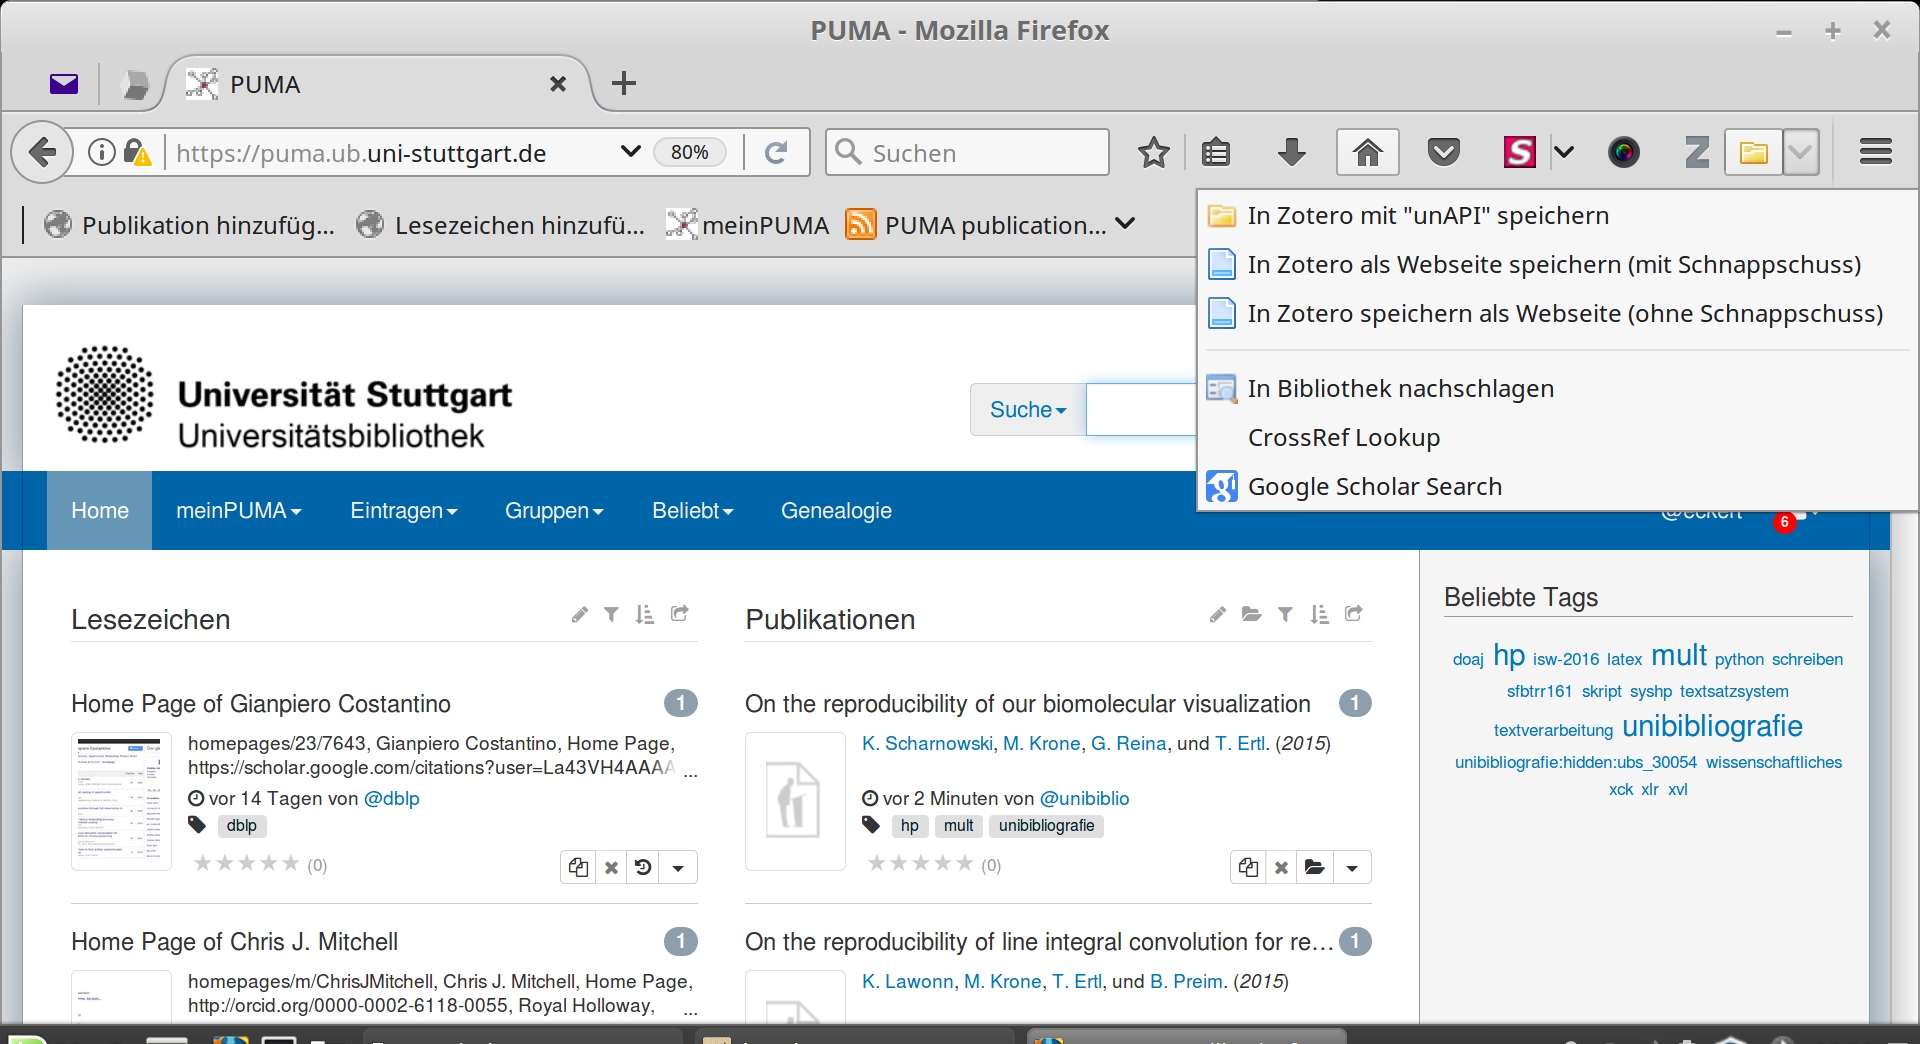 PUMA - Mozilla Firefox
PUMA
https://puma.ub.uni-stuttgart.de
80%
Suchen
Publikation hinzufüg...
Lesezeichen hinzufü...
meinPUMA
PUMA publication...
In Zotero mit "unAPI" speichern
In Zotero als Webseite speichern (mit Schnappschuss)
In Zotero speichern als Webseite (ohne Schnappschuss)
In Bibliothek nachschlagen
CrossRef Lookup
Google Scholar Search
Universität Stuttgart
Universitätsbibliothek
Suche
Home
meinPUMA
Eintragen
Gruppen
Beliebt
Genealogie
@eckert
6
Lesezeichen
Home Page of Gianpiero Costantino
1
homepages/23/7643, Gianpiero Costantino, Home Page,
https://scholar.google.com/citations?user=La43VH4AAAA ...
vor 14 Tagen von @dblp
dblp
(0)
Home Page of Chris J. Mitchell
1
homepages/m/ChrisJMitchell, Chris J. Mitchell, Home Page,
http://orcid.org/0000-0002-6118-0055, Royal Holloway, ...
Publikationen
On the reproducibility of our biomolecular visualization
1
K. Scharnowski, M. Krone, G. Reina, und T. Ertl. (2015)
vor 2 Minuten von @unibiblio
hp mult unibibliografie
(0)
On the reproducibility of line integral convolution for re...
1
K. Lawonn, M. Krone, T. Ertl, und B. Preim. (2015)
Beliebte Tags
doaj hp isw-2016 latex mult python schreiben
sfbtrr161 skript syshp textsatzsystem
textverarbeitung unibibliografie
unibibliografie:hidden:ubs_30054 wissenschaftliches
xck xlr xvl